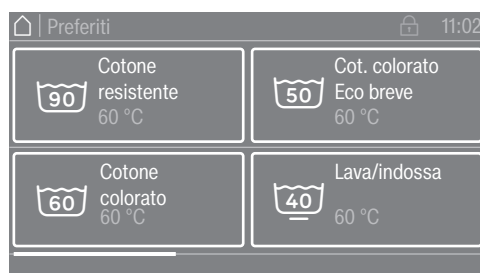 Preferiti
11:02
90
Cotone
resistente
60 °C
50
Cot. colorato
Eco breve
60 °C
60
Cotone
colorato
60 °C
40
Lava/indossa
60 °C